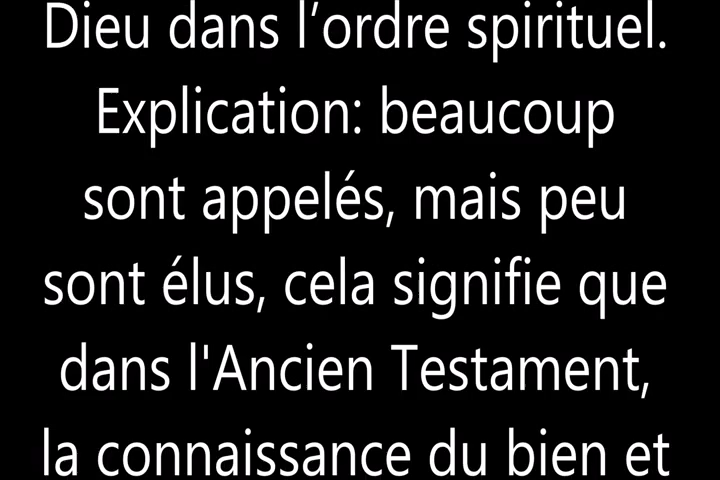 Dieu dans l’ordre spirituel.
Explication: beaucoup
sont appelés, mais peu
sont élus, cela signifie que
dans l'Ancien Testament,
la connaissance du bien et